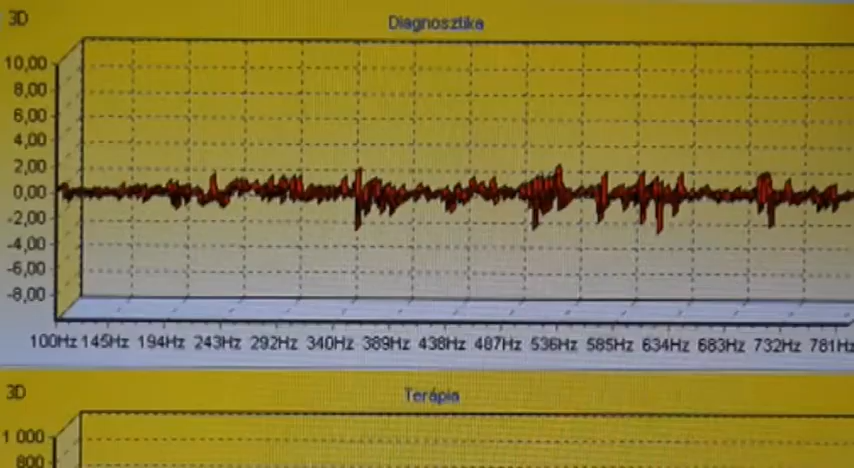 3D
Diagnosztika
10,00
8,00
6,00
4,00
2,00
0,00
-2,00
-4,00
-6,00
-8,00
100Hz 145Hz 194Hz 243Hz 292Hz 340Hz 389Hz 438Hz 487Hz 536Hz 585Hz 634Hz 683Hz 732Hz 781Hz
3D
Terápia
1 000
800